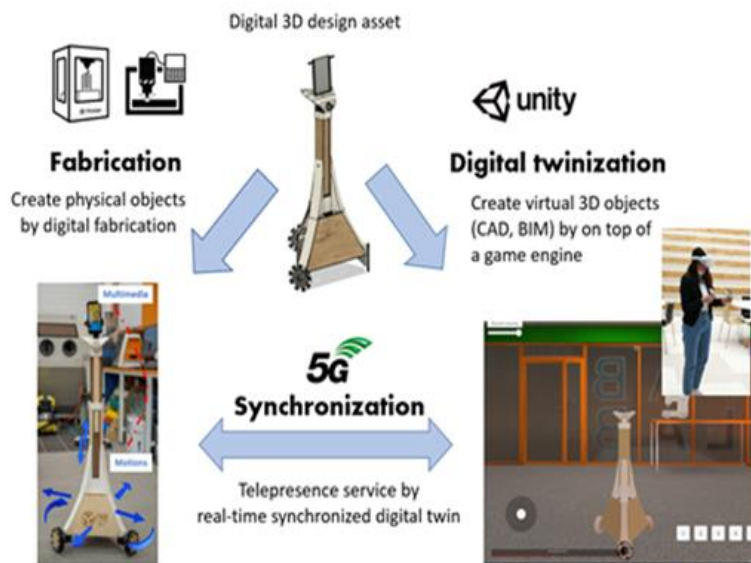 Digital 3D design asset
unity
Fabrication
Digital twinization
Create physical objects
by digital fabrication
Create virtual 3D objects
(CAD, BIM) by on top of
a game engine
Multimedia
Motions
5G
Synchronization
Telepresence service by
real-time synchronized digital twin